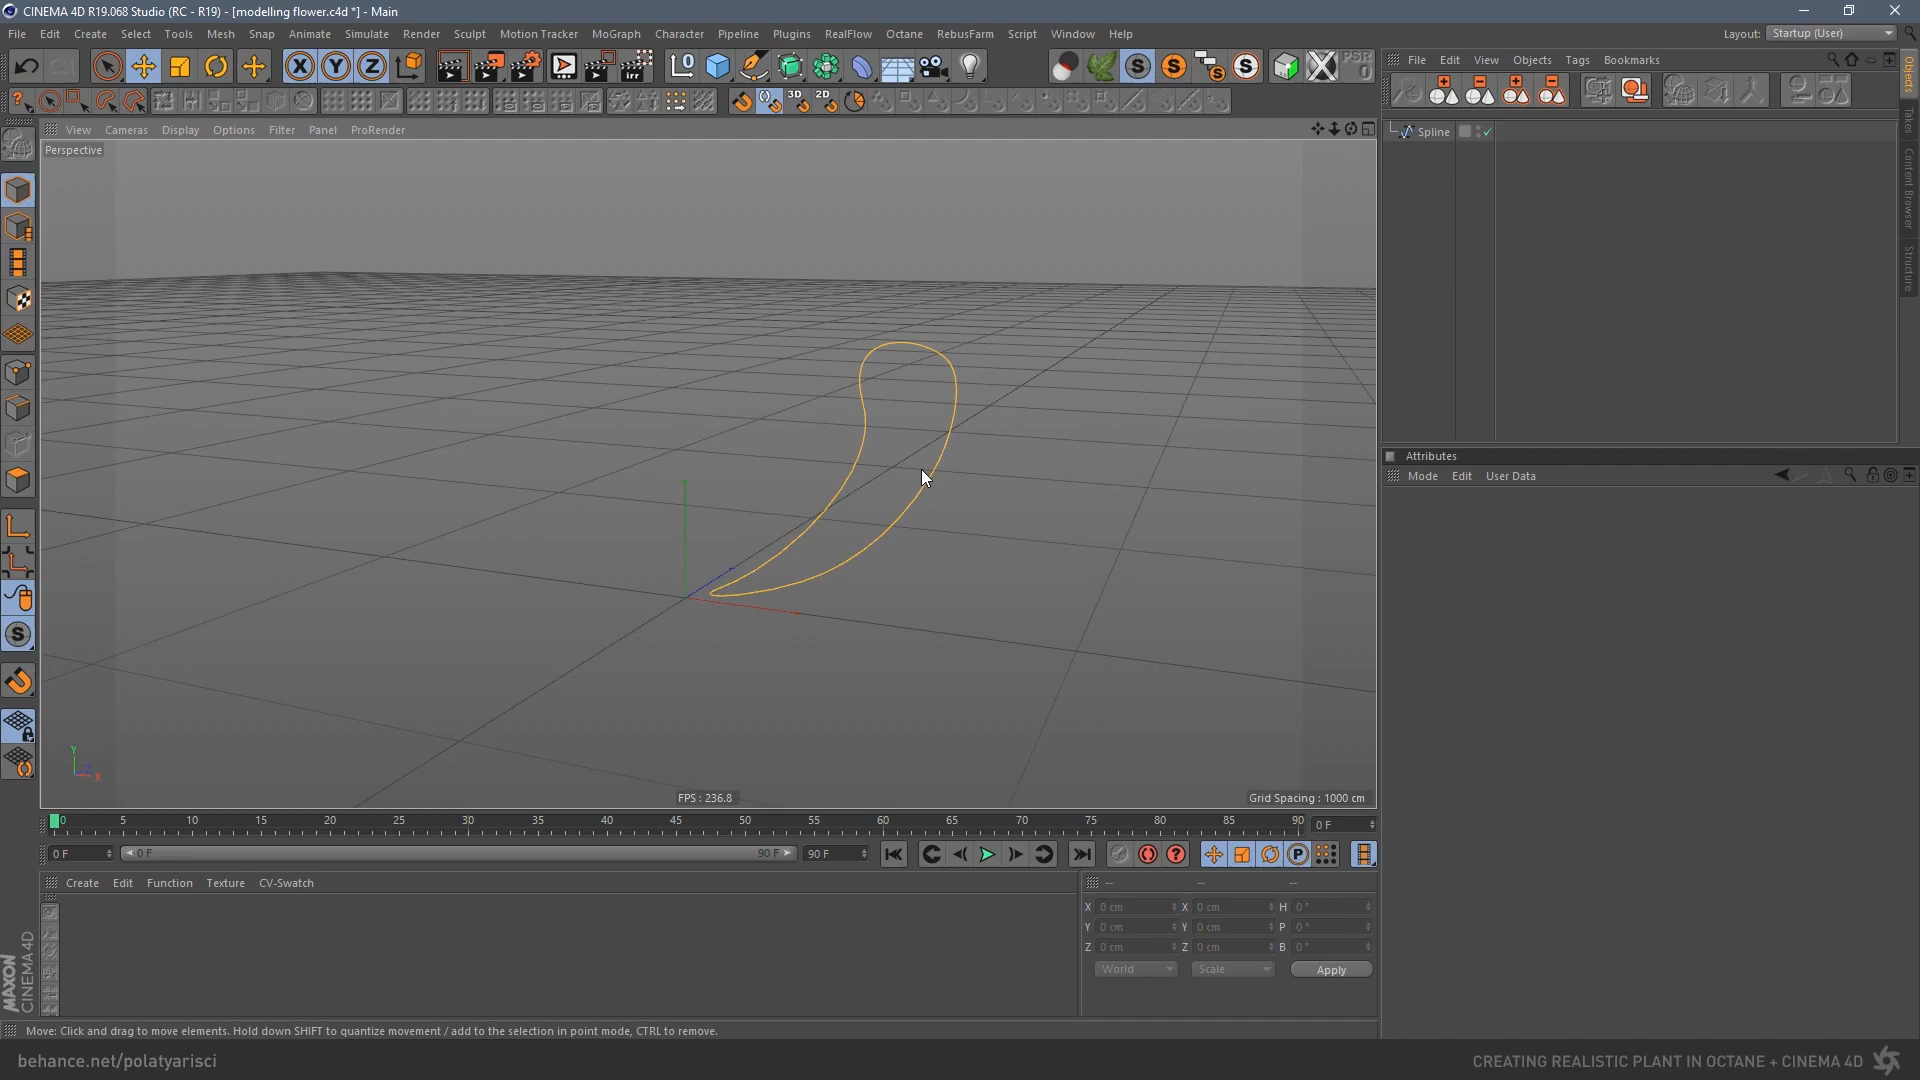 CINEMA 4D R19.068 Studio (RC - R19) - [modelling flower.c4d *] - Main
File Edit Create Select Tools Mesh Snap Animate Simulate Render Sculpt Motion Tracker MoGraph Character Pipeline Plugins RealFlow Octane RebusFarm Script Window Help
Layout: Startup (User)
PSR
0
3D 2D
File Edit View Objects Tags Bookmarks
Objects
Takes
Content Browser
Structure
View Cameras Display Options Filter Panel ProRender
Perspective
Spline
Attributes
Mode Edit User Data
Y
Z
X
FPS : 236.8
Grid Spacing : 1000 cm
0 5 10 15 20 25 30 35 40 45 50 55 60 65 70 75 80 85 90
0 F
0 F
0 F
90 F
90 F
Create Edit Function Texture CV-Swatch
-- -- --
X 0 cm X 0 cm H 0 °
Y 0 cm Y 0 cm P 0 °
Z 0 cm Z 0 cm B 0 °
World Scale Apply
MAXON
CINEMA 4D
Move: Click and drag to move elements. Hold down SHIFT to quantize movement / add to the selection in point mode, CTRL to remove.
behance.net/polatyarisci
CREATING REALISTIC PLANT IN OCTANE + CINEMA 4D